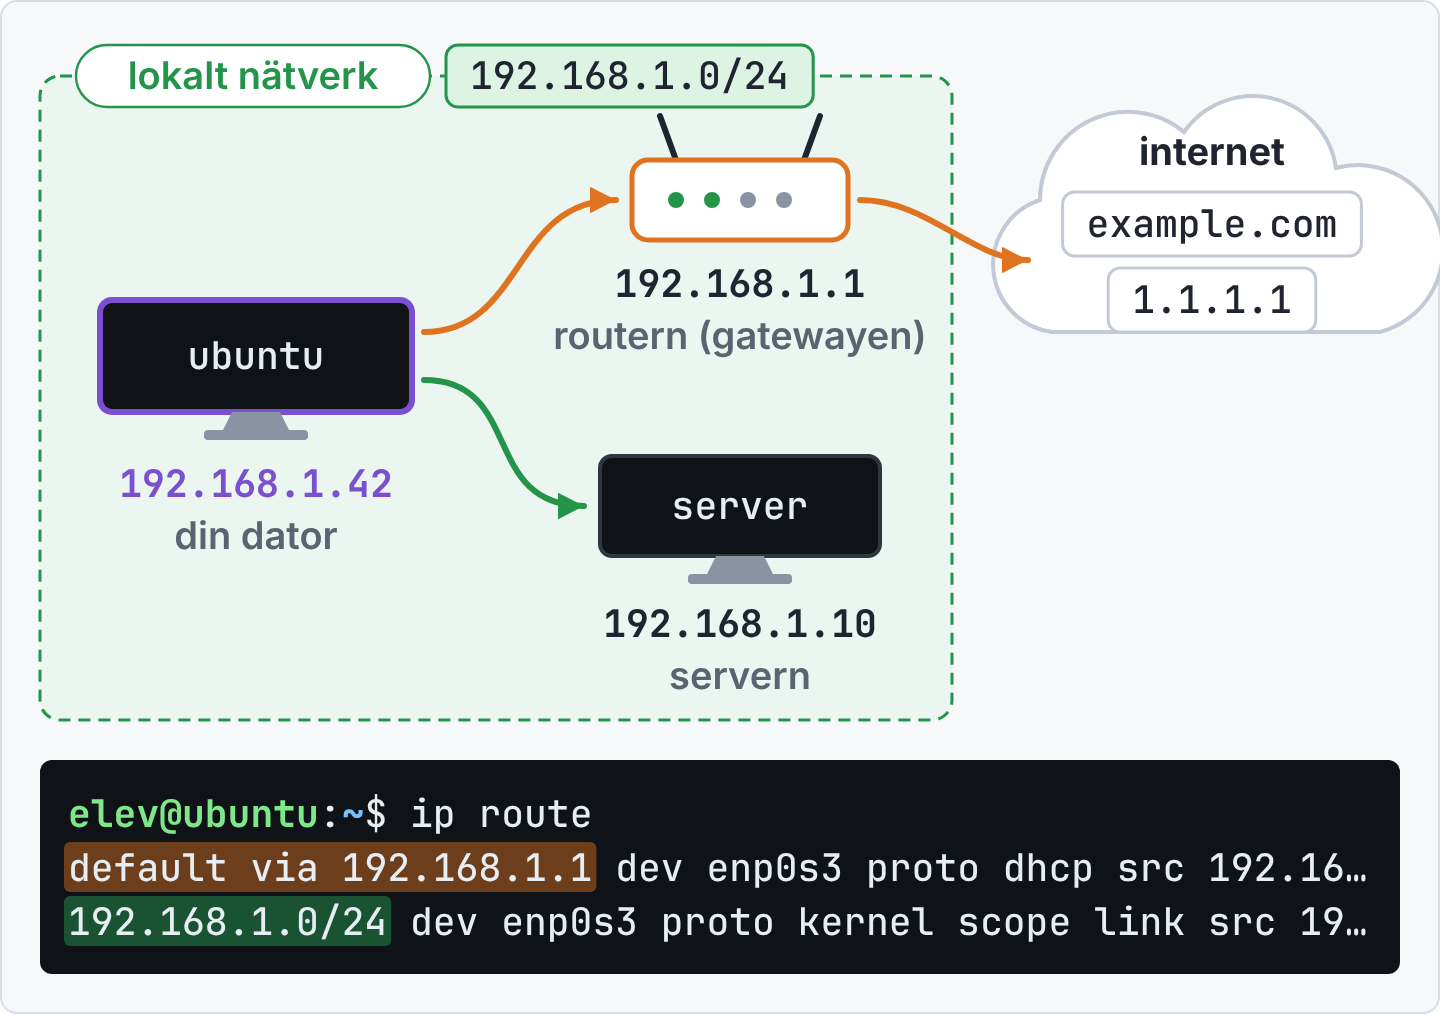 lokalt nätverk
192.168.1.0/24
internet
example.com
1.1.1.1
192.168.1.1
routern (gatewayen)
ubuntu
192.168.1.42
din dator
server
192.168.1.10
servern
elev@ubuntu:~$ ip route
default via 192.168.1.1 dev enp0s3 proto dhcp src 192.16…
192.168.1.0/24 dev enp0s3 proto kernel scope link src 19…